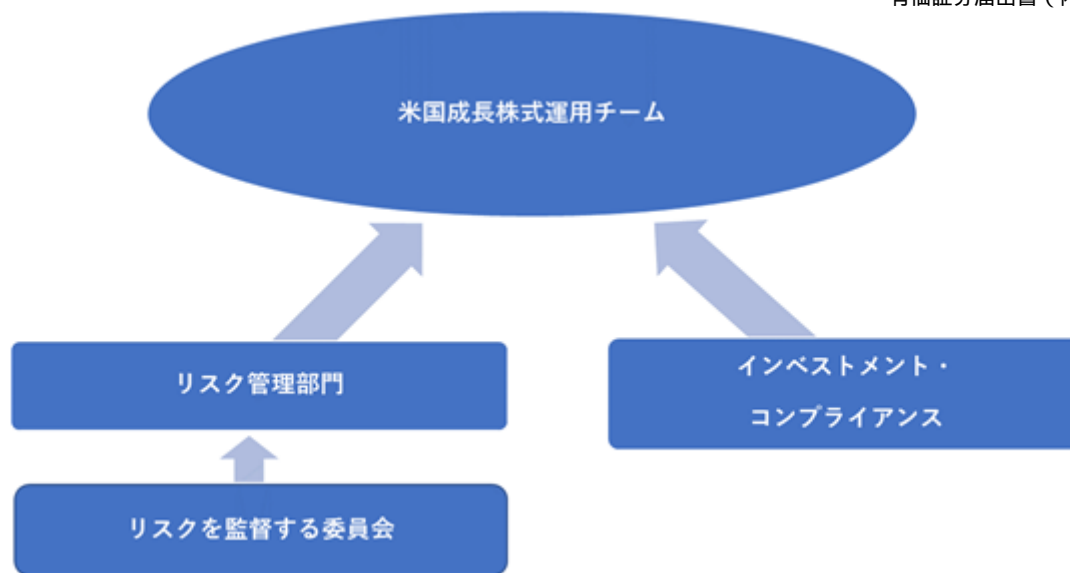 米国成長株式運用チーム
リスク管理部門
インベストメント・
コンプライアンス
リスクを監督する委員会